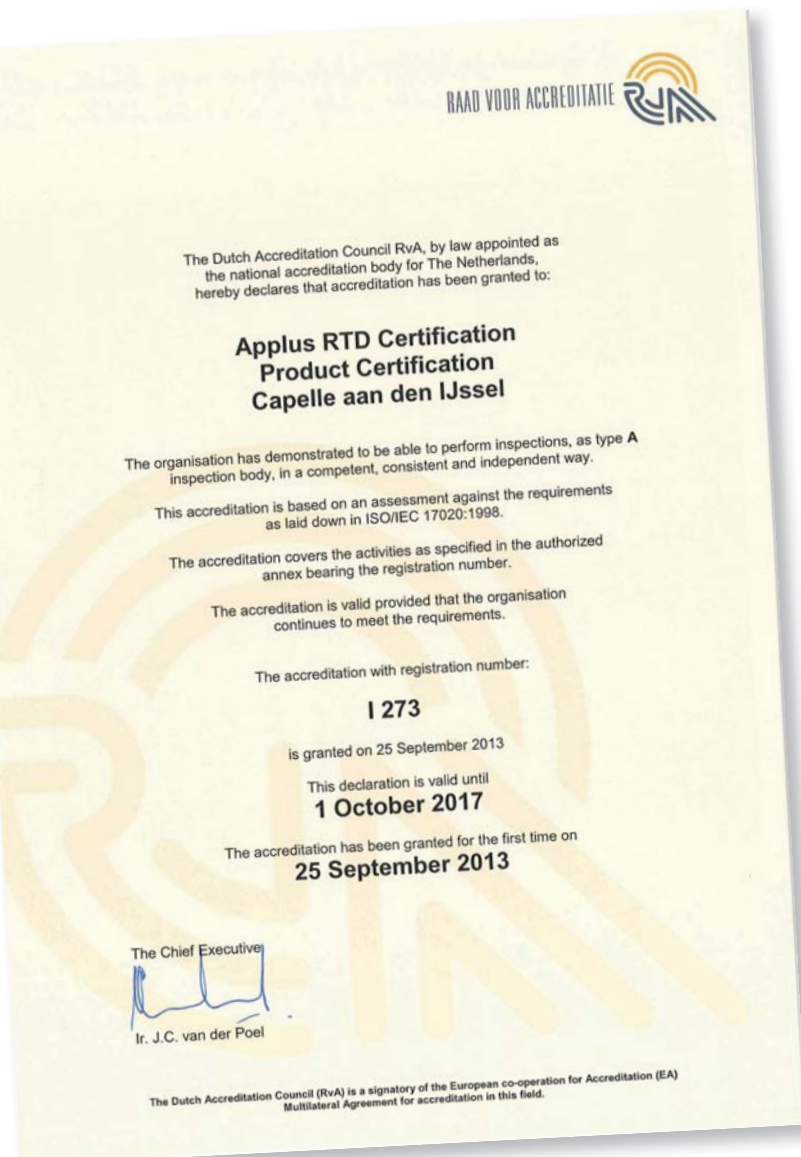 RAAD VOOR ACCREDITATIE RVA
The Dutch Accreditation Council RvA, by law appointed as
the national accreditation body for The Netherlands,
hereby declares that accreditation has been granted to:
Applus RTD Certification
Product Certification
Capelle aan den IJssel
The organisation has demonstrated to be able to perform inspections, as type A
inspection body, in a competent, consistent and independent way.
This accreditation is based on an assessment against the requirements
as laid down in ISO/IEC 17020:1998.
The accreditation covers the activities as specified in the authorized
annex bearing the registration number.
The accreditation is valid provided that the organisation
continues to meet the requirements.
The accreditation with registration number:
I 273
is granted on 25 September 2013
This declaration is valid until
1 October 2017
The accreditation has been granted for the first time on
25 September 2013
The Chief Executive
Ir. J.C. van der Poel
The Dutch Accreditation Council (RvA) is a signatory of the European co-operation for Accreditation (EA)
Multilateral Agreement for accreditation in this field.